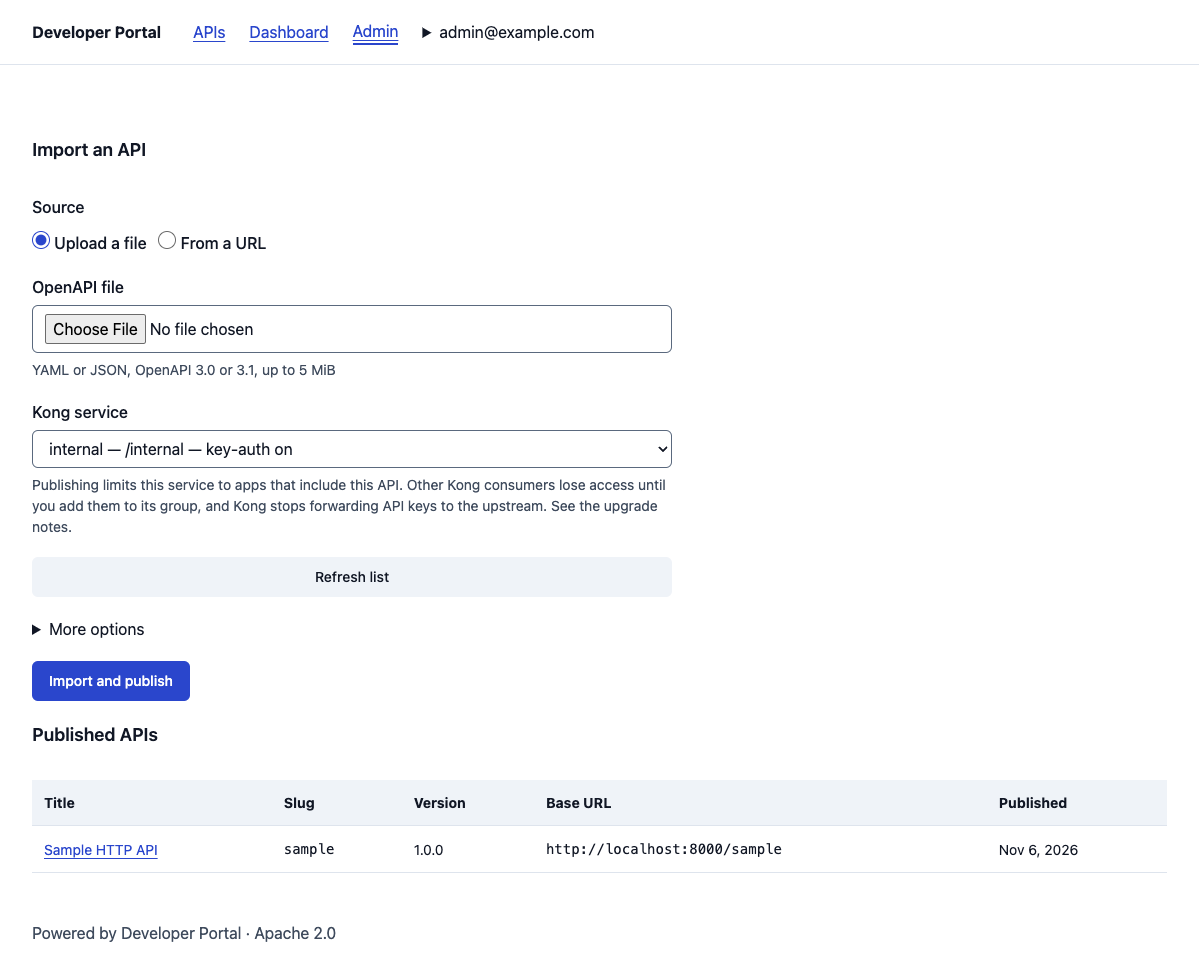 Developer Portal APIs Dashboard Admin ▶ admin@example.com
Import an API
Source
Upload a file From a URL
OpenAPI file
Choose File No file chosen
YAML or JSON, OpenAPI 3.0 or 3.1, up to 5 MiB
Kong service
internal — /internal — key-auth on
Publishing limits this service to apps that include this API. Other Kong consumers lose access until
you add them to its group, and Kong stops forwarding API keys to the upstream. See the upgrade
notes.
Refresh list
▶ More options
Import and publish
Published APIs
Title Slug Version Base URL Published
Sample HTTP API sample 1.0.0 http://localhost:8000/sample Nov 6, 2026
Powered by Developer Portal · Apache 2.0